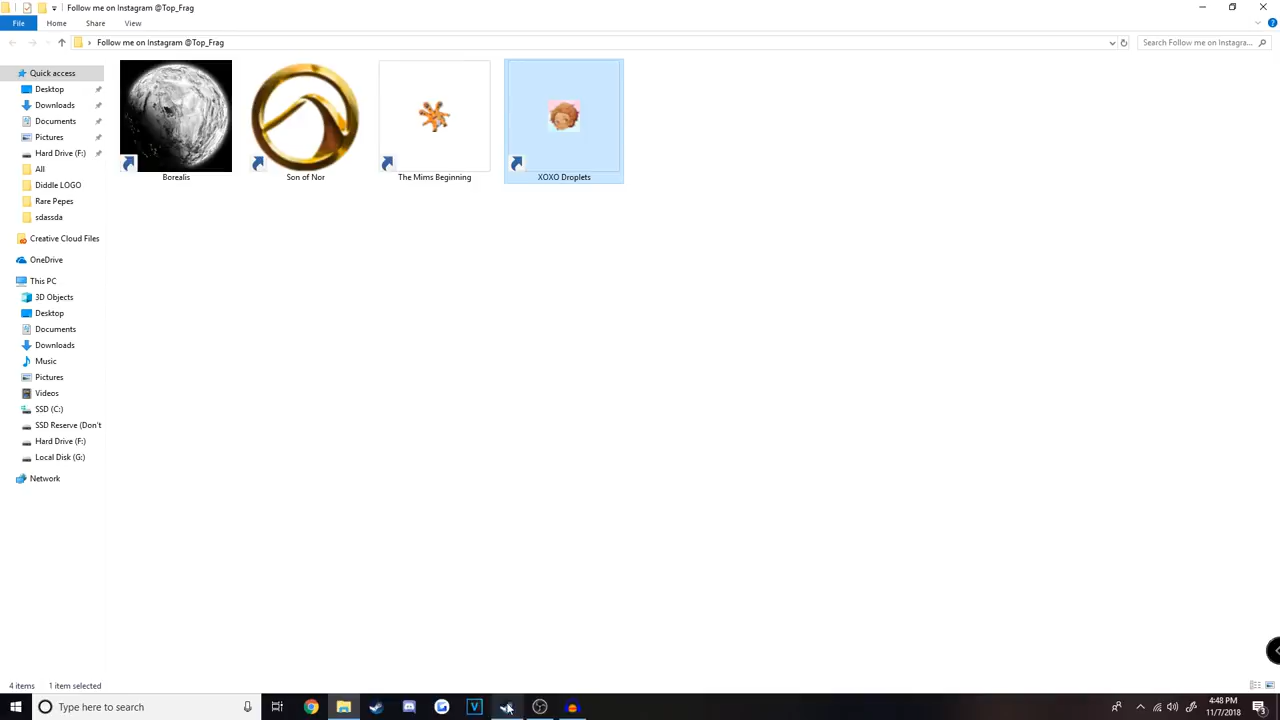 Follow me on Instagram @Top_Frag
File
Home
Share
View
Follow me on Instagram @Top_Frag
Search Follow me on Instagra...
Quick access
Desktop
Downloads
Documents
Pictures
Hard Drive (F:)
All
Diddle LOGO
Rare Pepes
sdassda
Creative Cloud Files
OneDrive
This PC
3D Objects
Desktop
Documents
Downloads
Music
Pictures
Videos
SSD (C:)
SSD Reserve (Don't
Hard Drive (F:)
Local Disk (G:)
Network
Borealis
Son of Nor
The Mims Beginning
XOXO Droplets
4 items
1 item selected
Type here to search
V
4:48 PM
11/7/2018
3